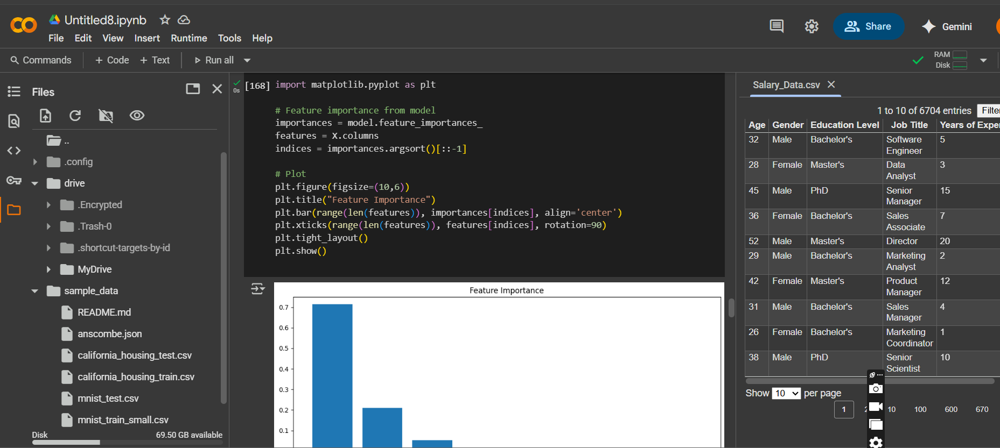 Untitled8.ipynb
File Edit View Insert Runtime Tools Help
Share
Gemini
Commands + Code + Text Run all
RAM
Disk
Files
..
.config
drive
.Encrypted
.Trash-0
.shortcut-targets-by-id
MyDrive
sample_data
README.md
anscombe.json
california_housing_test.csv
california_housing_train.csv
mnist_test.csv
mnist_train_small.csv
Disk 69.50 GB available
0s
[168] import matplotlib.pyplot as plt
# Feature importance from model
importances = model.feature_importances_
features = X.columns
indices = importances.argsort()[::-1]
# Plot
plt.figure(figsize=(10,6))
plt.title("Feature Importance")
plt.bar(range(len(features)), importances[indices], align='center')
plt.xticks(range(len(features)), features[indices], rotation=90)
plt.tight_layout()
plt.show()
Feature Importance
0.7
0.6
0.5
0.4
0.3
0.2
0.1
Salary_Data.csv
1 to 10 of 6704 entries Filter
Age Gender Education Level Job Title Years of Exper
32 Male Bachelor's Software Engineer 5
28 Female Master's Data Analyst 3
45 Male PhD Senior Manager 15
36 Female Bachelor's Sales Associate 7
52 Male Master's Director 20
29 Male Bachelor's Marketing Analyst 2
42 Female Master's Product Manager 12
31 Male Bachelor's Sales Manager 4
26 Female Bachelor's Marketing Coordinator 1
38 Male PhD Senior Scientist 10
Show 10 per page
1 2 10 100 600 670